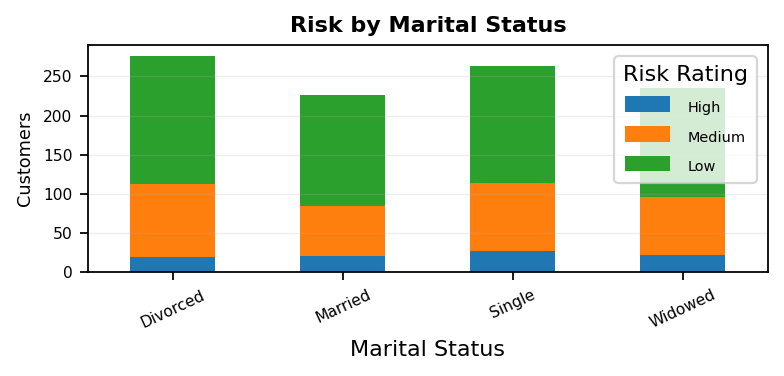 Risk by Marital Status
Risk Rating
High
Medium
Low
Customers
250
200
150
100
50
0
Divorced
Married
Single
Widowed
Marital Status